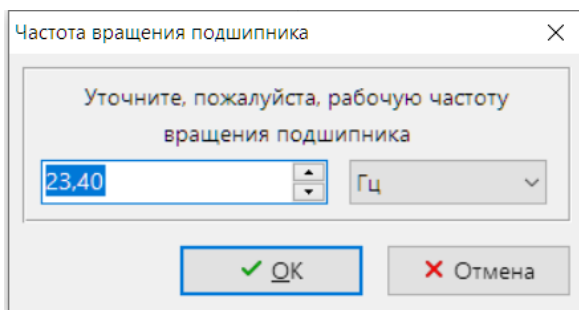 Частота вращения подшипника
Уточните, пожалуйста, рабочую частоту
вращения подшипника
23,40
Гц
OK
Отмена